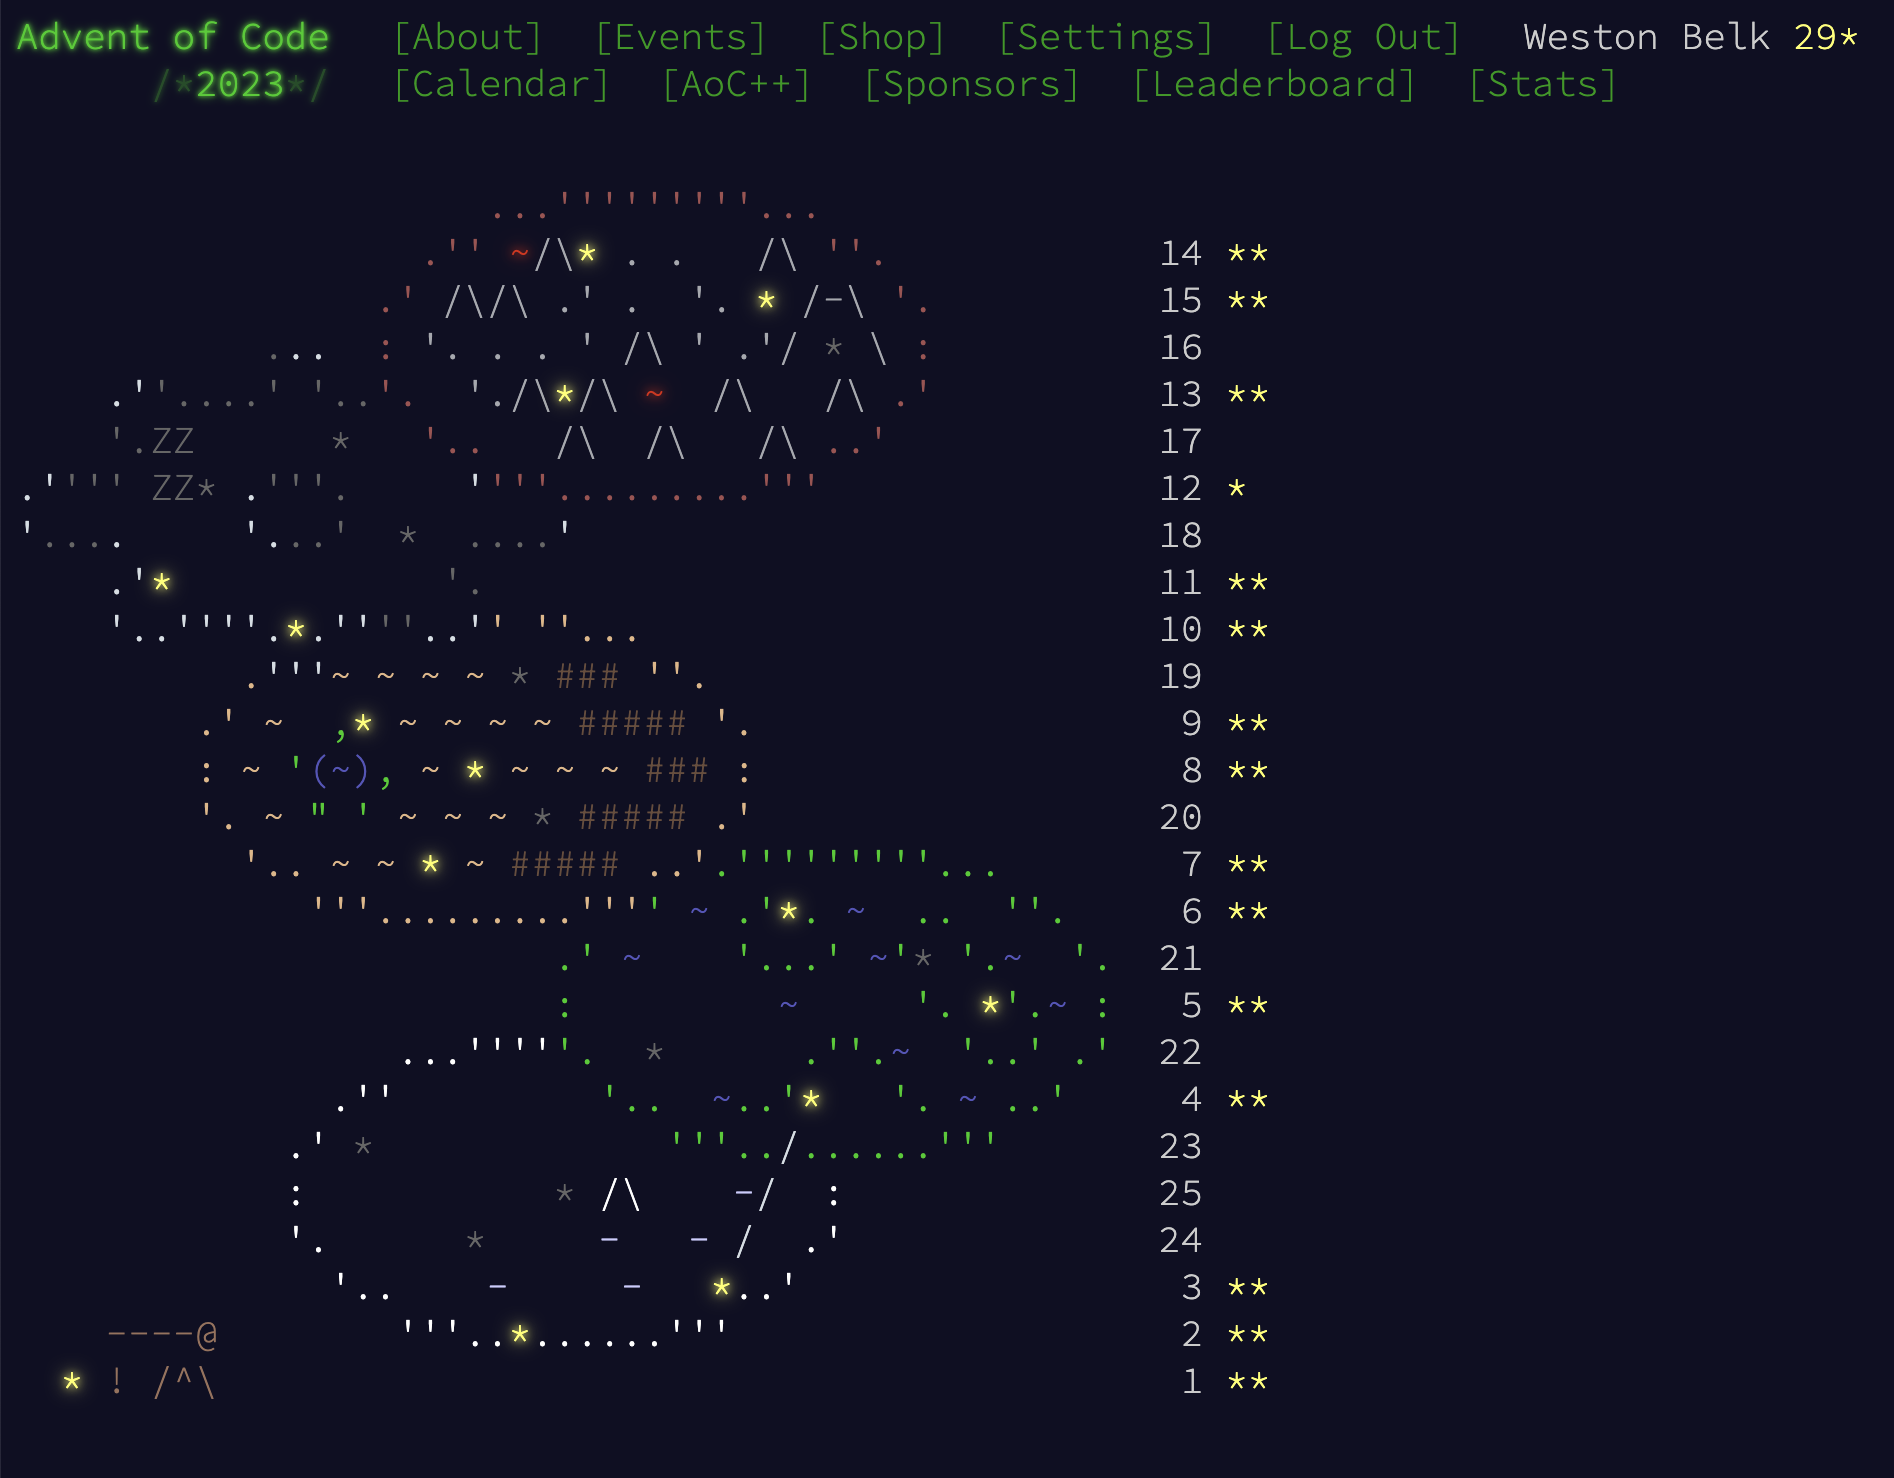 Advent of Code [About] [Events] [Shop] [Settings] [Log Out] Weston Belk 29*
/*2023*/ [Calendar] [AoC++] [Sponsors] [Leaderboard] [Stats]
14 **
15 **
16
13 **
ZZ 17
ZZ 12 *
18
11 **
10 **
### 19
##### 9 **
### 8 **
##### 20
##### 7 **
6 **
21
5 **
22
4 **
23
25
24
3 **
----@ 2 **
* ! /^\ 1 **